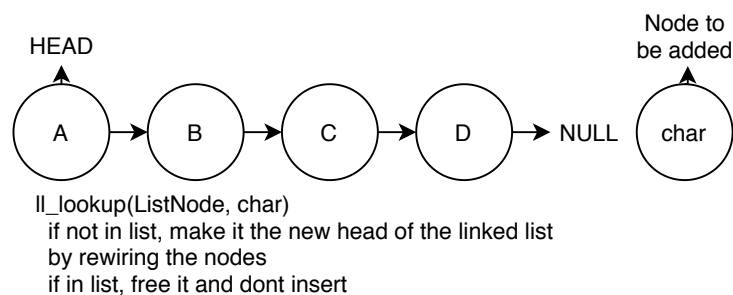 Node to
be added
HEAD
A
B
C
D
NULL
char
ll_lookup(ListNode, char)
if not in list, make it the new head of the linked list
by rewiring the nodes
if in list, free it and dont insert